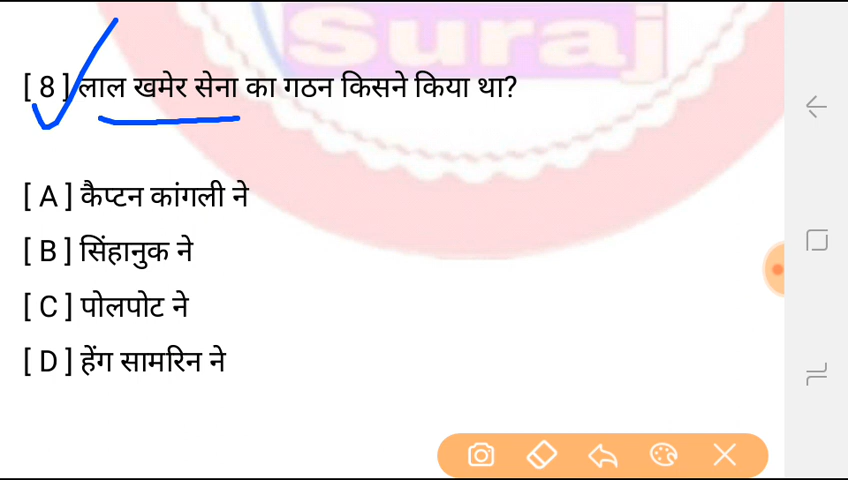 Suraj
[ 8 ] लाल खमेर सेना का गठन किसने किया था?
[ A ] कैप्टन कांगली ने
[ B ] सिंहानुक ने
[ C ] पोलपोट ने
[ D ] हेंग सामरिन ने